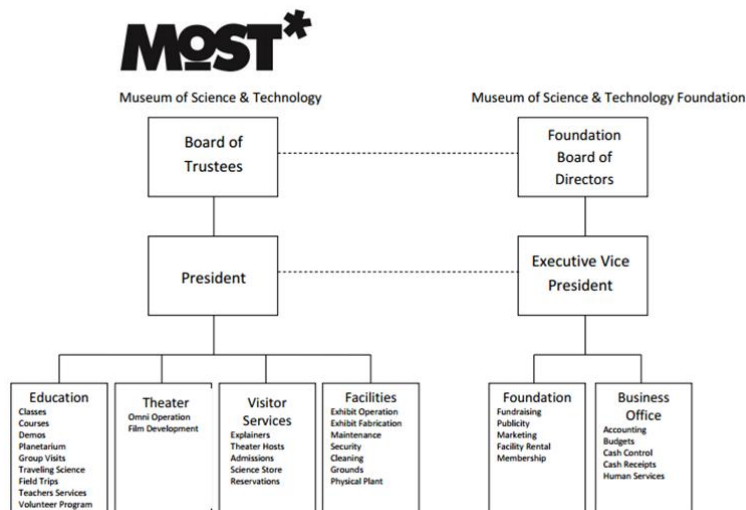 MOST*
Museum of Science & Technology
Museum of Science & Technology Foundation
Board of
Trustees
Foundation
Board of
Directors
President
Executive Vice
President
Education
Classes
Courses
Demos
Planetarium
Group Visits
Traveling Science
Field Trips
Teachers Services
Volunteer Program
Theater
Omni Operation
Film Development
Visitor
Services
Explainers
Theater Hosts
Admissions
Science Store
Reservations
Facilities
Exhibit Operation
Exhibit Fabrication
Maintenance
Security
Cleaning
Grounds
Physical Plant
Foundation
Fundraising
Publicity
Marketing
Facility Rental
Membership
Business
Office
Accounting
Budgets
Cash Control
Cash Receipts
Human Services